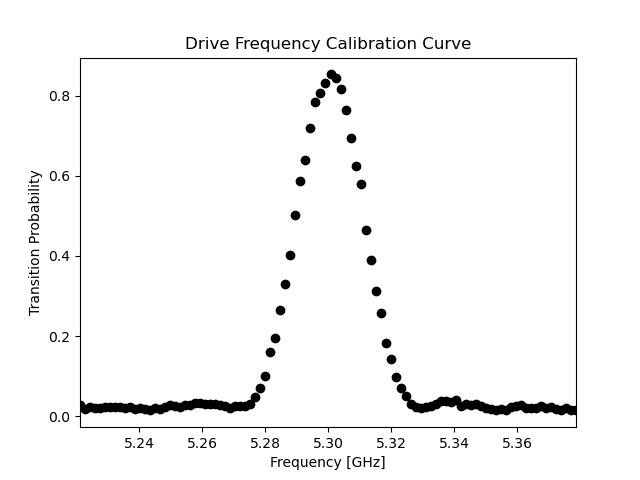 Drive Frequency Calibration Curve
Transition Probability
0.8
0.6
0.4
0.2
0.0
5.24 5.26 5.28 5.30 5.32 5.34 5.36
Frequency [GHz]